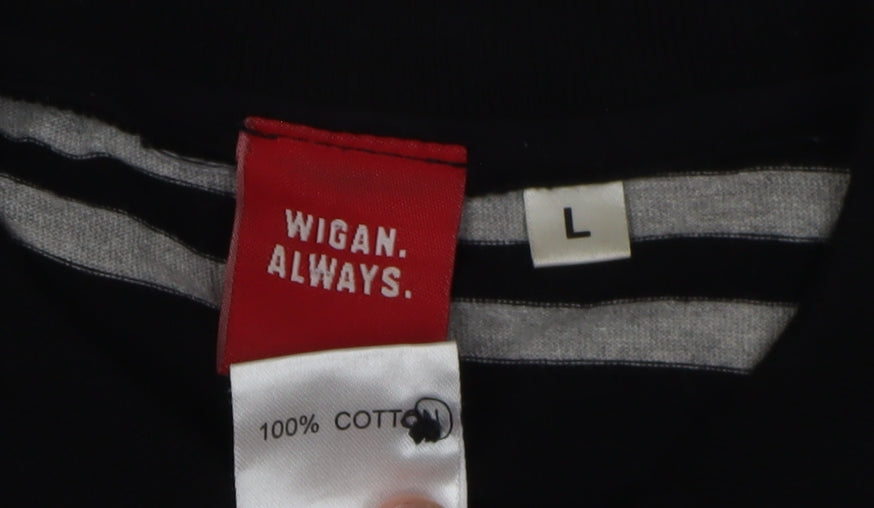 WIGAN.
ALWAYS.
L
100% COTTON